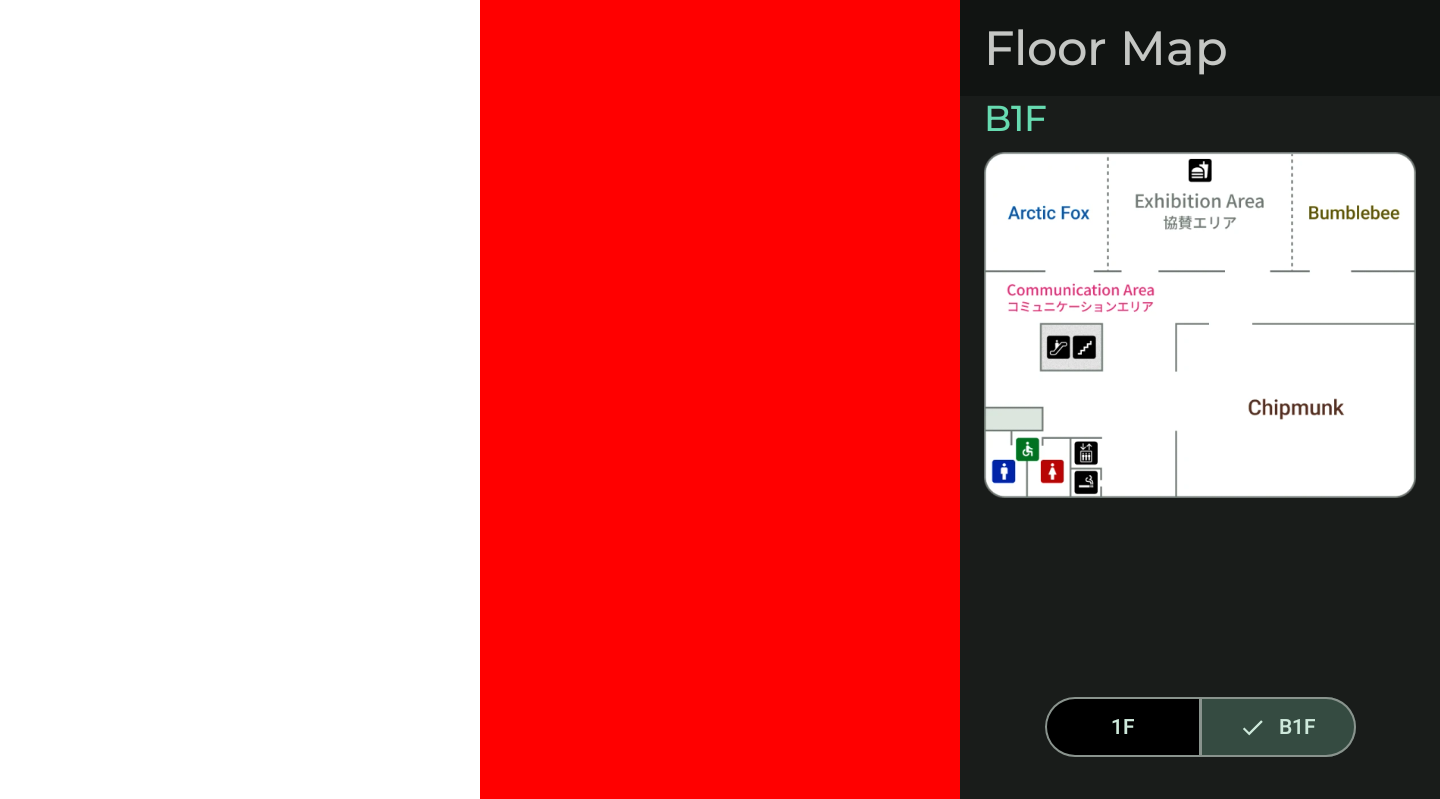 Floor Map
B1F
Arctic Fox
Exhibition Area
協賛エリア
Bumblebee
Communication Area
コミュニケーションエリア
Chipmunk
1F
B1F